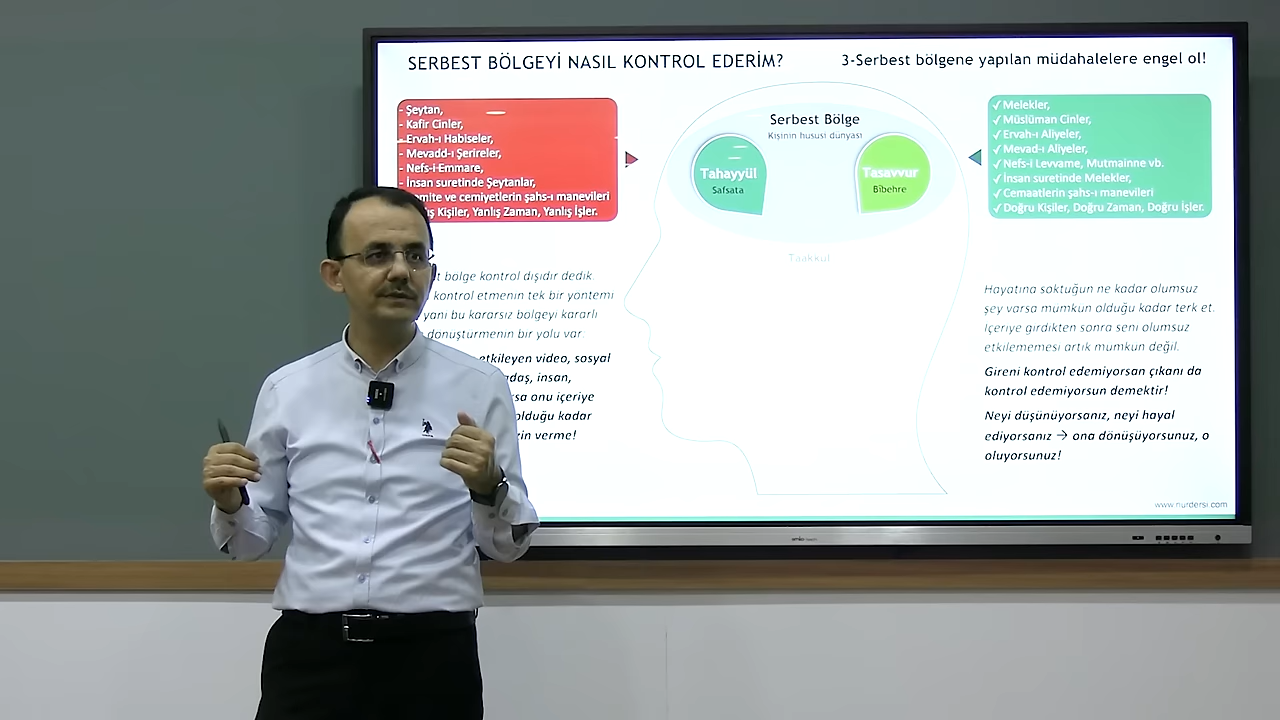 SERBEST BÖLGEYİ NASIL KONTROL EDERİM?
3-Serbest bölgene yapılan müdahalelere engel ol!
- Şeytan,
- Kafir Cinler,
- Ervah-ı Habiseler,
- Mevadd-ı Şerireler,
- Nefs-i-Emmare,
- İnsan suretinde Şeytanlar,
ve cemiyetlerin şahs-ı manevileri
Kişiler, Yanlış Zaman, Yanlış İşler.
Serbest Bölge
Kişinin hususi dünyası
Tahayyül
Safsata
Tasavvur
Bîbehre
Taakkul
✓ Melekler,
✓ Müslüman Cinler,
✓ Ervah-ı Aliyeler,
✓ Mevad-ı Aliyeler,
✓ Nefs-i Levvame, Mutmainne vb.
✓ İnsan suretinde Melekler,
✓ Cemaatlerin şahs-ı manevileri
✓ Doğru Kişiler, Doğru Zaman, Doğru İşler.
bölge kontrol dışıdır dedik.
kontrol etmenin tek bir yöntemi
yani bu kararsız bölgeyi kararlı
dönüştürmenin bir yolu var.
etkileyen video, sosyal
insan,
onu içeriye
olduğu kadar
verme!
Hayatına soktuğun ne kadar olumsuz
şey varsa mumkun olduğu kadar terk et.
İçeriye girdikten sonra seni olumsuz
etkilememesi artık mumkun değil.
Gireni kontrol edemiyorsan çıkanı da
kontrol edemiyorsun demektir!
Neyi düşünüyorsanız, neyi hayal
ediyorsanız → ona dönüşüyorsunuz, o
oluyorsunuz!
www.nurdersi.com